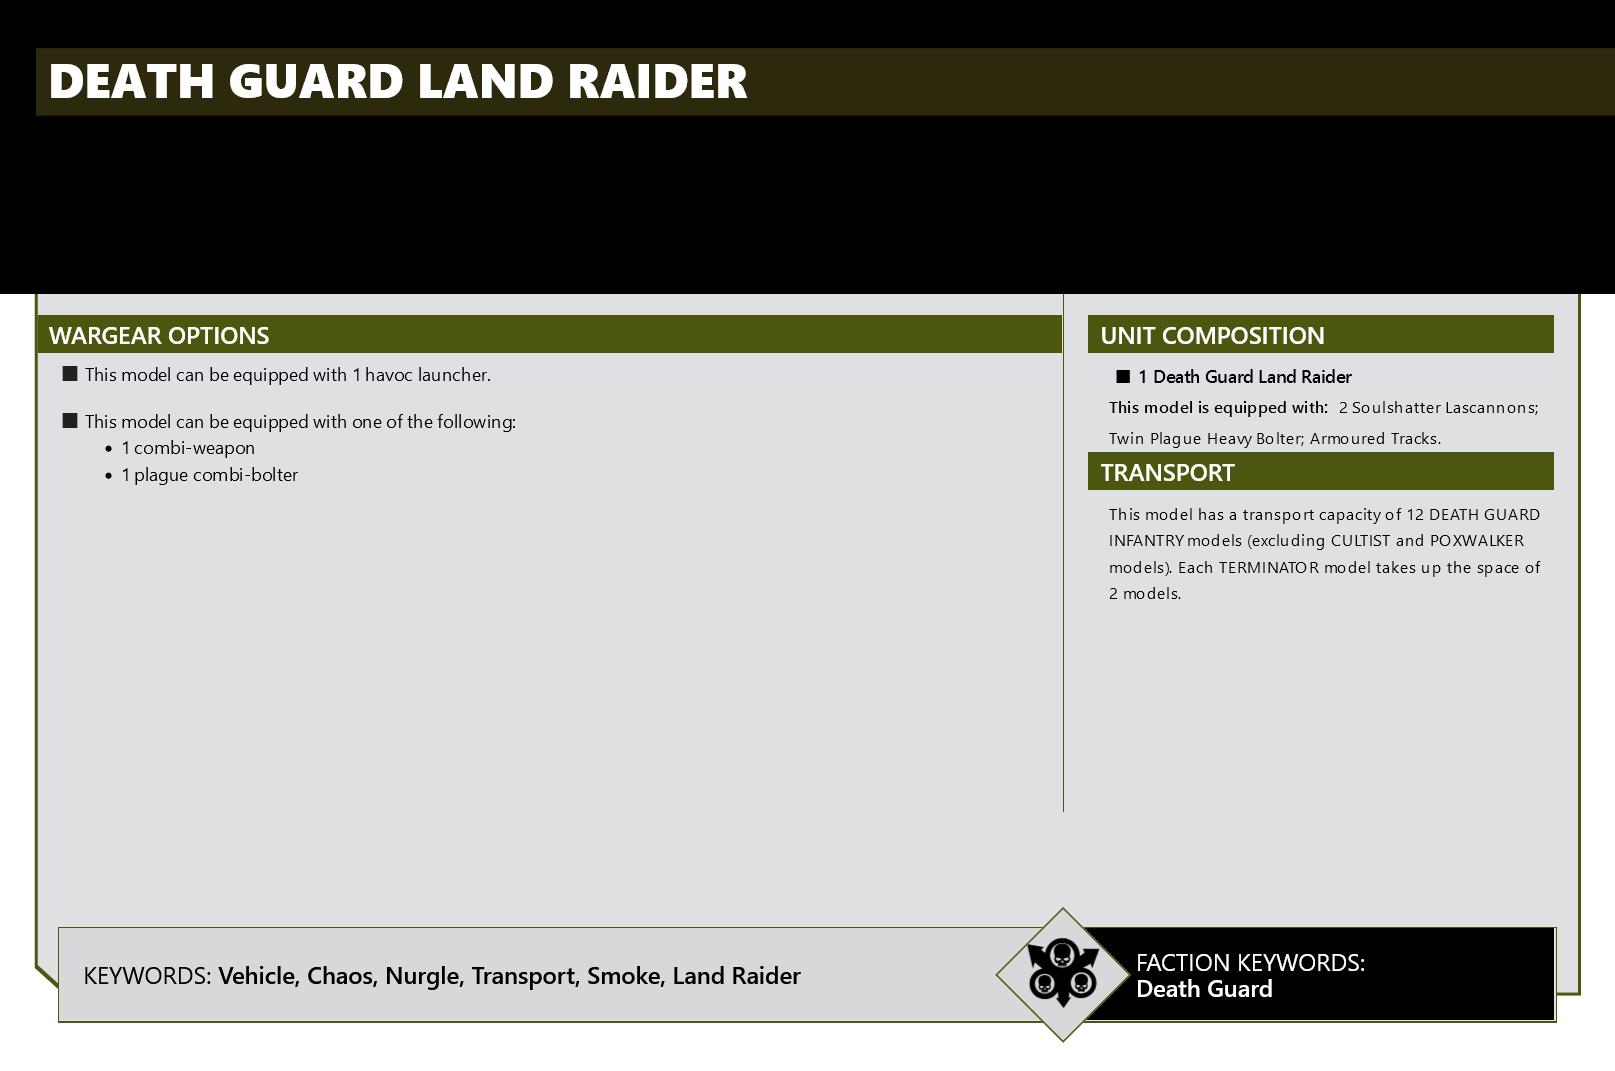 DEATH GUARD LAND RAIDER
WARGEAR OPTIONS
■ This model can be equipped with 1 havoc launcher.
■ This model can be equipped with one of the following:
• 1 combi-weapon
• 1 plague combi-bolter
UNIT COMPOSITION
■ 1 Death Guard Land Raider
This model is equipped with: 2 Soulshatter Lascannons;
Twin Plague Heavy Bolter; Armoured Tracks.
TRANSPORT
This model has a transport capacity of 12 DEATH GUARD
INFANTRY models (excluding CULTIST and POXWALKER
models). Each TERMINATOR model takes up the space of
2 models.
KEYWORDS: Vehicle, Chaos, Nurgle, Transport, Smoke, Land Raider
FACTION KEYWORDS:
Death Guard